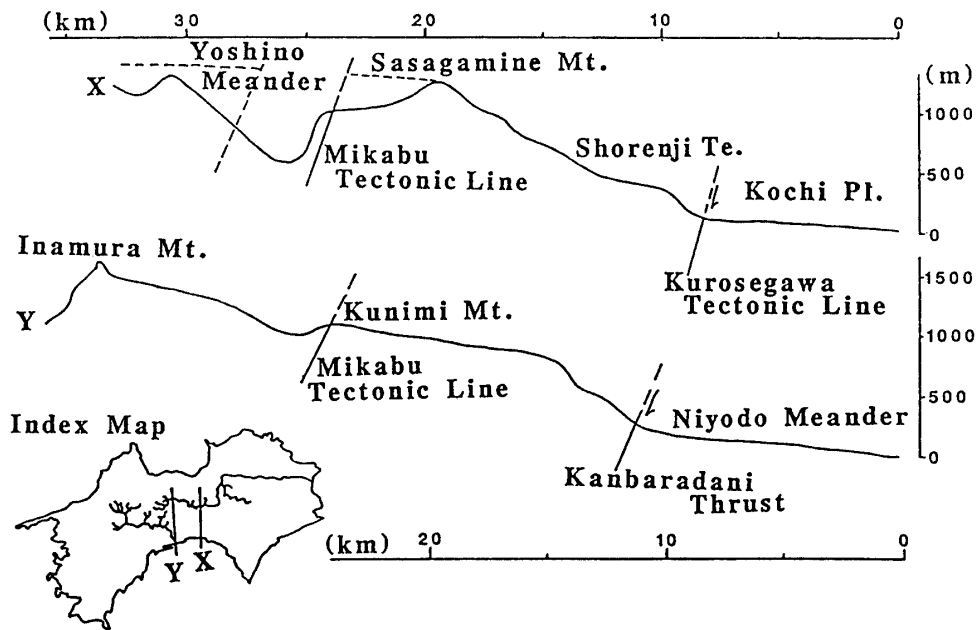 (km) 30 20 10 0
Yoshino
Meander
Sasagamine Mt.
X
(m)
1000
Mikabu
Tectonic Line
Shorenji Te.
500
Kochi Pl.
0
Kurosegawa
Tectonic Line
Inamura Mt.
1500
Y
Kunimi Mt.
1000
Mikabu
Tectonic Line
500
Niyodo Meander
0
Kanbaradani
Thrust
Index Map
Y X
(km) 20 10 0